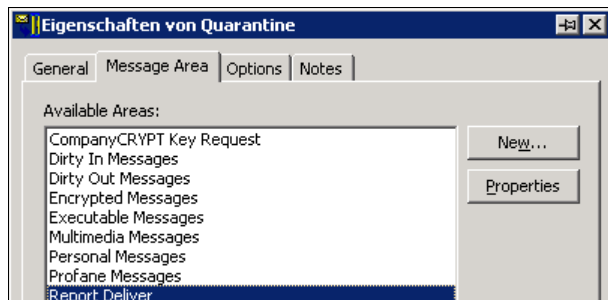 Eigenschaften von Quarantine
General Message Area Options Notes
Available Areas:
CompanyCRYPT Key Request
New...
Dirty In Messages
Dirty Out Messages
Properties
Encrypted Messages
Executable Messages
Multimedia Messages
Personal Messages
Profane Messages
Report Deliver